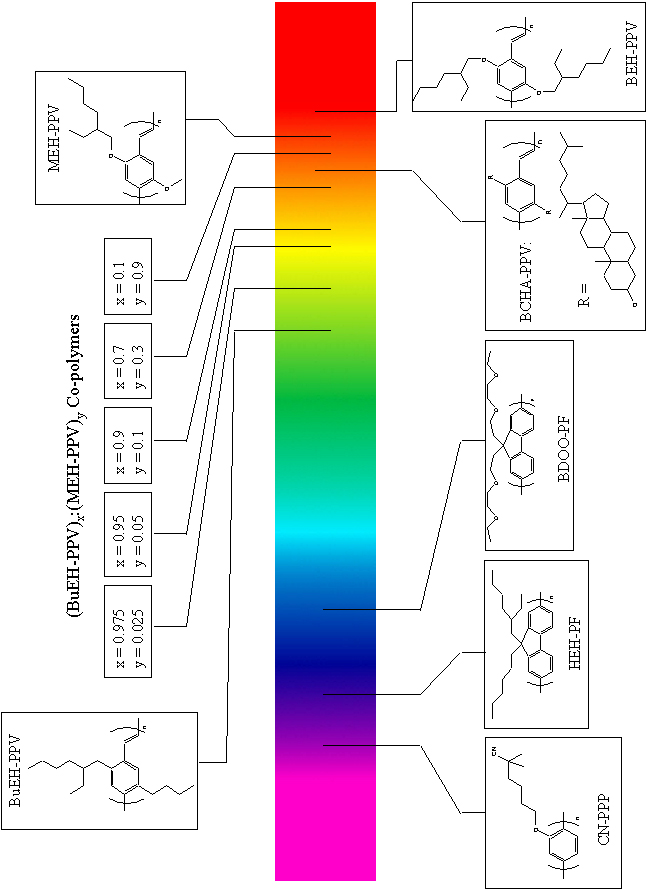 BuEH-PPV
n
(BuEH-PPV)x:(MEH-PPV)y Co-polymers
x = 0.975
y = 0.025
x = 0.95
y = 0.05
x = 0.9
y = 0.1
x = 0.7
y = 0.3
x = 0.1
y = 0.9
MEH-PPV
O
n
O
CN
O
n
CN-PPP
n
HEH-PF
O
O
O
O
n
BDOO-PF
R
n
R
BCHA-PPV:
R =
O
O
n
O
BEH-PPV